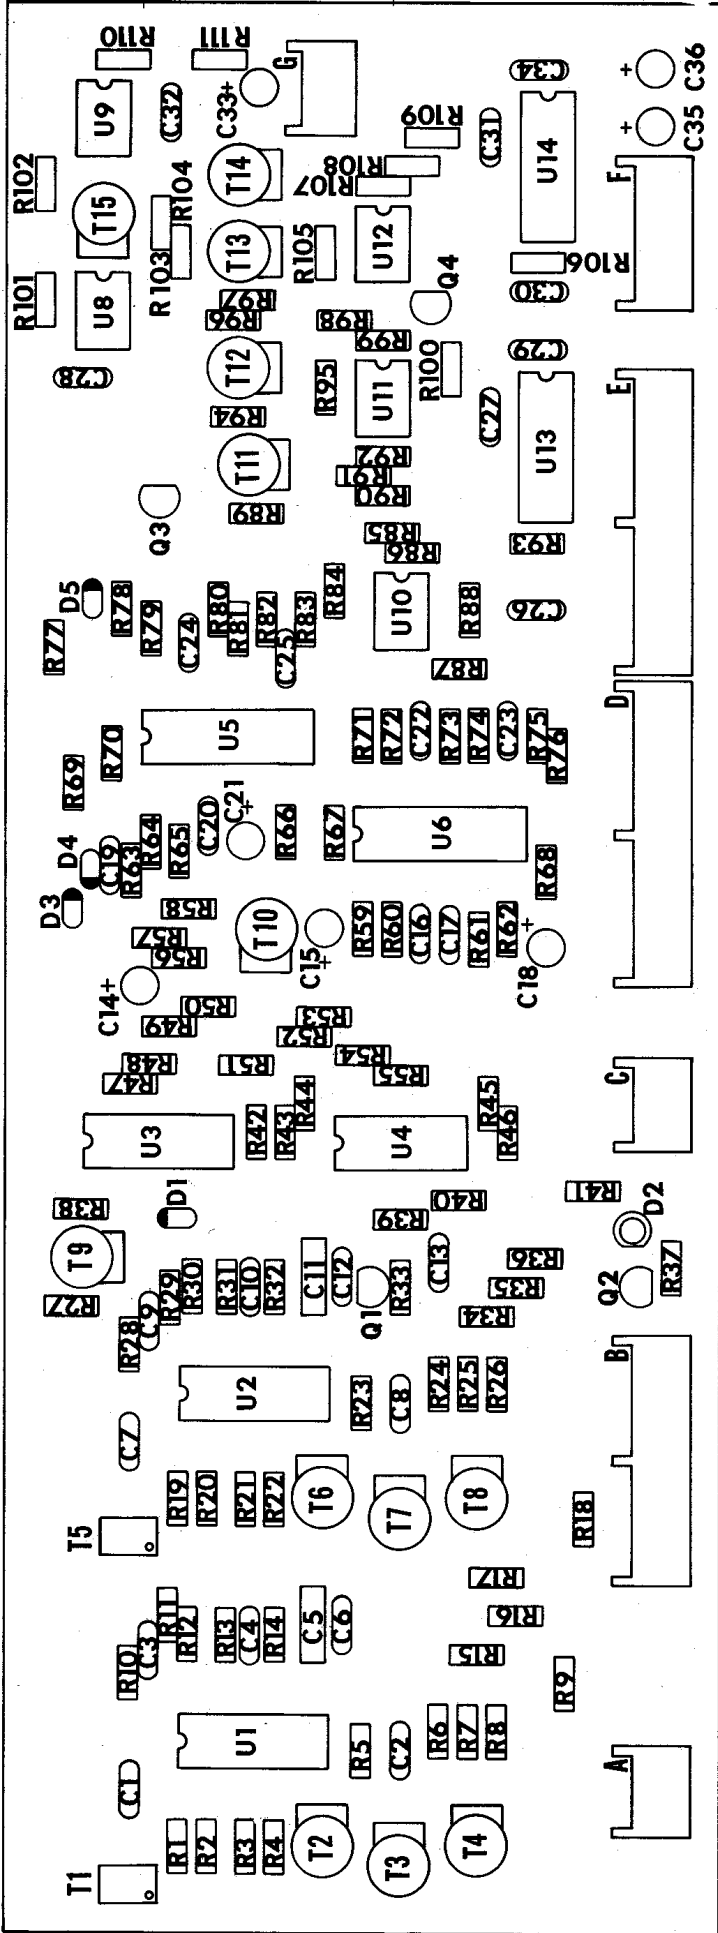 R110
R111
G
C34
C36
U9
C32
C33+
+
R109
C31
+
C35
R102
T14
R108
U14
R107
F
T15
R104
R103
T13
R105
U12
R106
R101
U8
R97
R96
R98
Q4
C30
R99
C28
T12
R95
U11
R100
C29
E
R94
C27
U13
T11
R92
R91
R90
Q3
R89
R85
R86
R93
D5
R78
R80
R84
R77
R79
C24
R81
R82
R83
C25
U10
R88
C26
R87
D
U5
R71
R72
C22
R73
R74
C23
R75
R76
R70
R69
C21
+
D4
C19
R64
R65
C20
R66
R67
U6
R63
R68
D3
R58
T10
R59
R60
C16
C17
R61
R62
+
R57
R56
C15
+
C18
C14+
R50
R49
R53
R52
R48
R47
R51
R54
R55
C
R44
R45
U3
R42
R43
U4
R46
R38
D1
R40
R39
R41
D2
T9
R27
R29
R30
R31
C10
R32
C11
C12
Q1
R33
C13
R36
R35
R34
Q2
R37
R28
C9
B
U2
R23
C8
R24
R25
R26
C7
R19
R20
R21
R22
T6
T7
T8
T5
R18
R17
R11
R12
R13
C4
R14
C5
C6
R16
R10
C3
R15
R9
U1
R5
C2
R6
R7
R8
C1
A
T1
R1
R2
R3
R4
T2
T3
T4